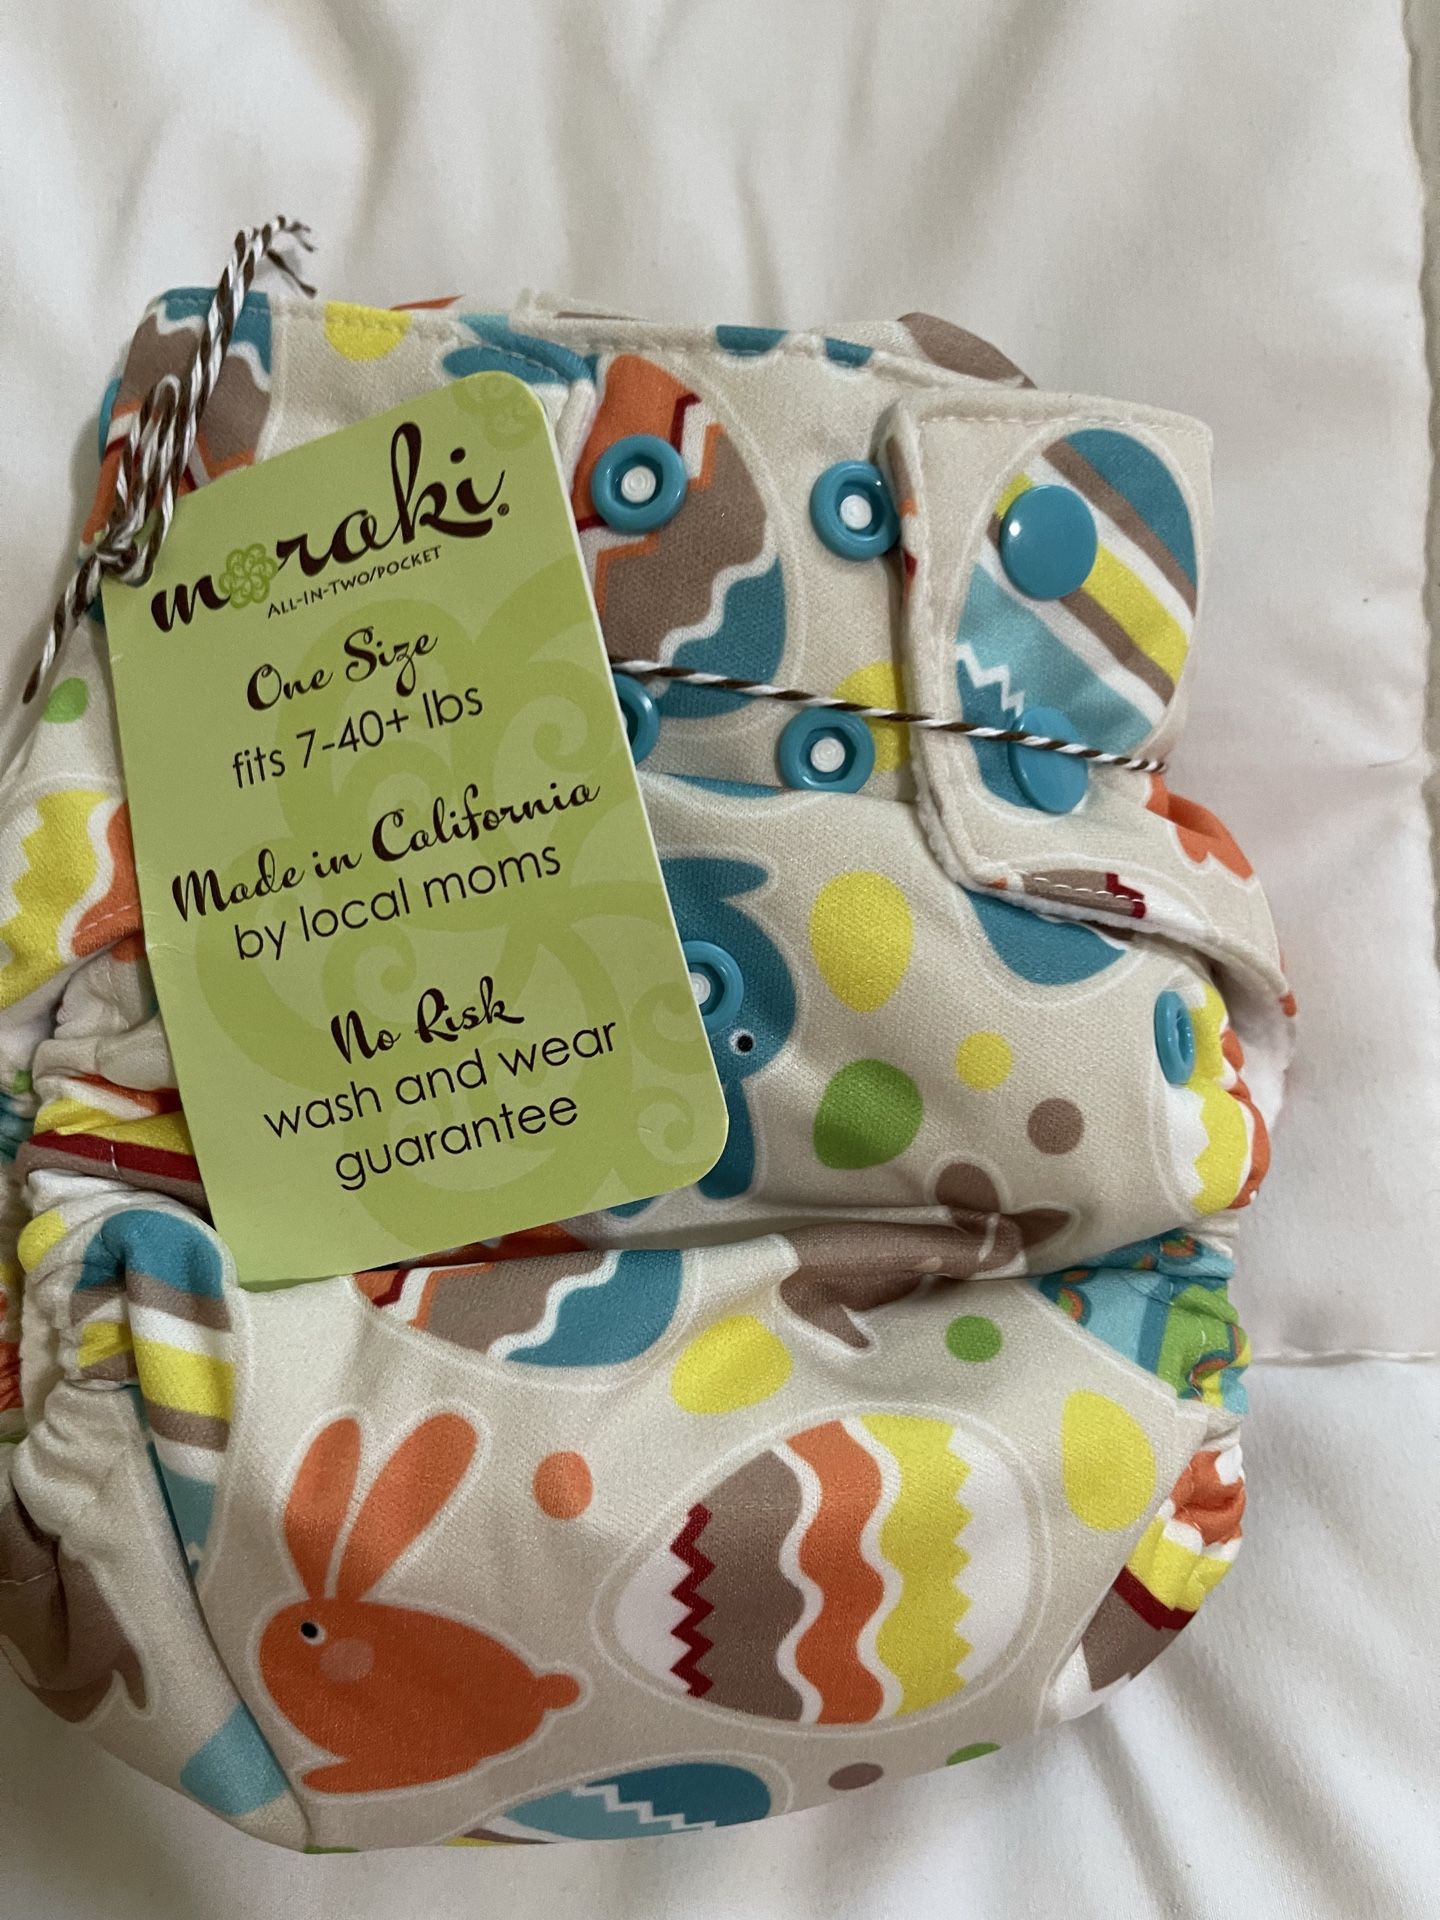 moraki®
ALL-IN-TWO/POCKET
One Size
fits 7-40+ lbs
Made in California
by local moms
No Risk
wash and wear
guarantee